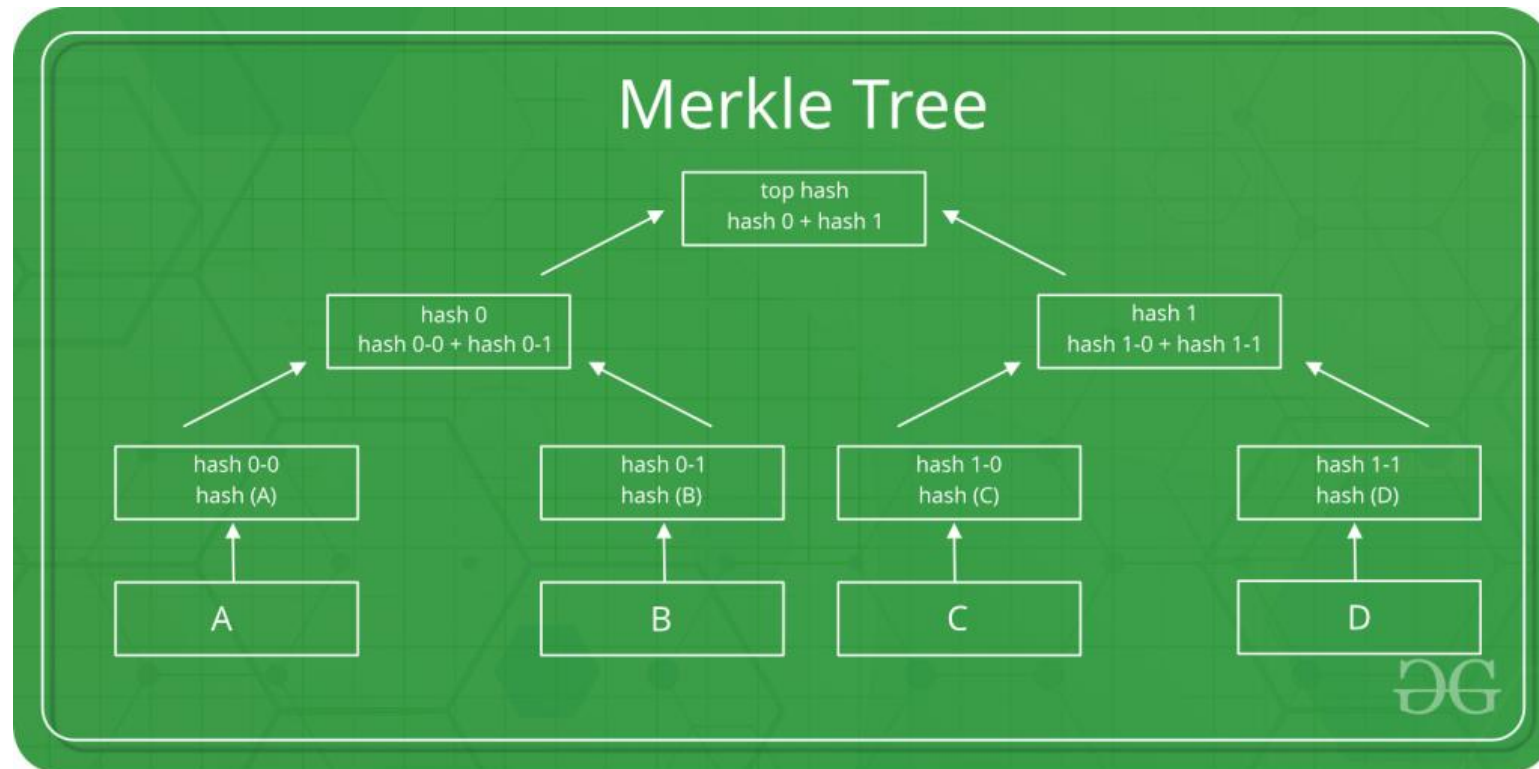 Merkle Tree
top hash
hash 0 + hash 1
hash 0
hash 0-0 + hash 0-1
hash 1
hash 1-0 + hash 1-1
hash 0-0
hash (A)
hash 0-1
hash (B)
hash 1-0
hash (C)
hash 1-1
hash (D)
A
B
C
D